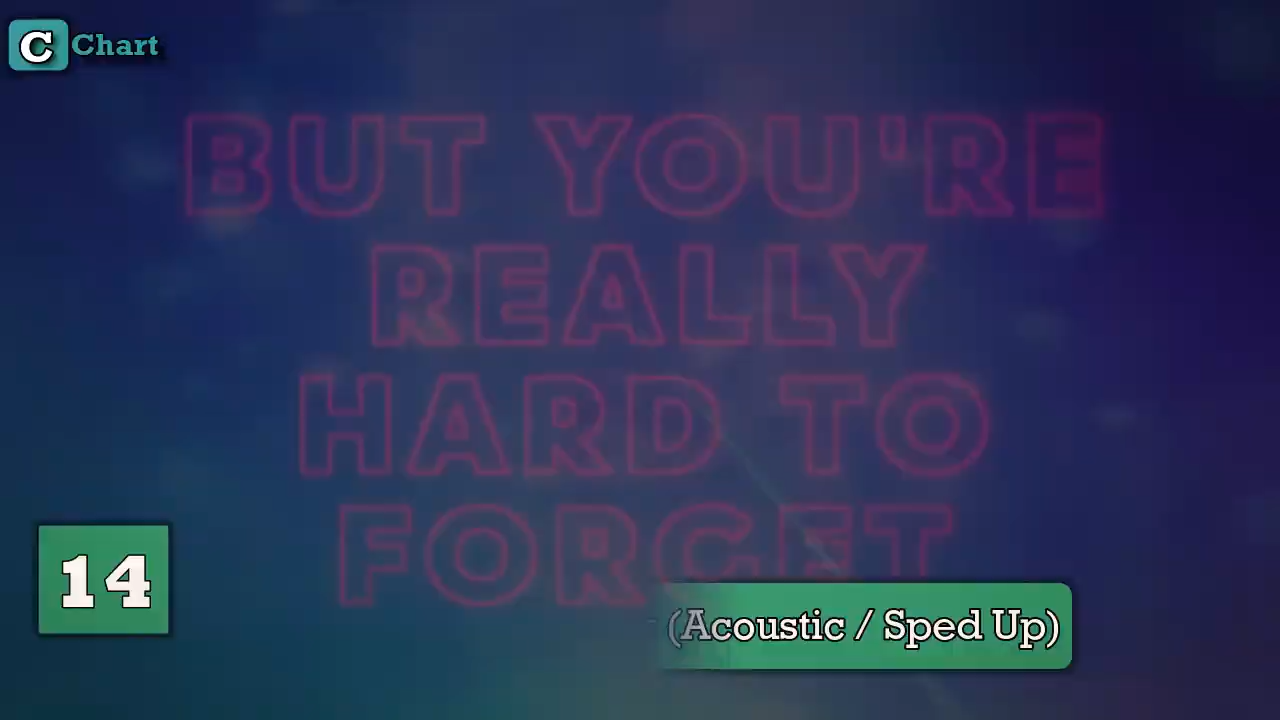 C Chart
BUT YOU'RE
REALLY
HARD TO
FORGET
14
(Acoustic / Sped Up)